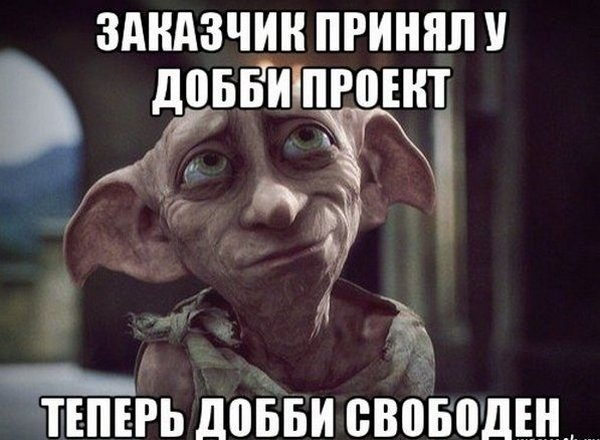 ЗАКАЗЧИК ПРИНЯЛ У
ДОББИ ПРОЕКТ
ТЕПЕРЬ ДОББИ СВОБОДЕН